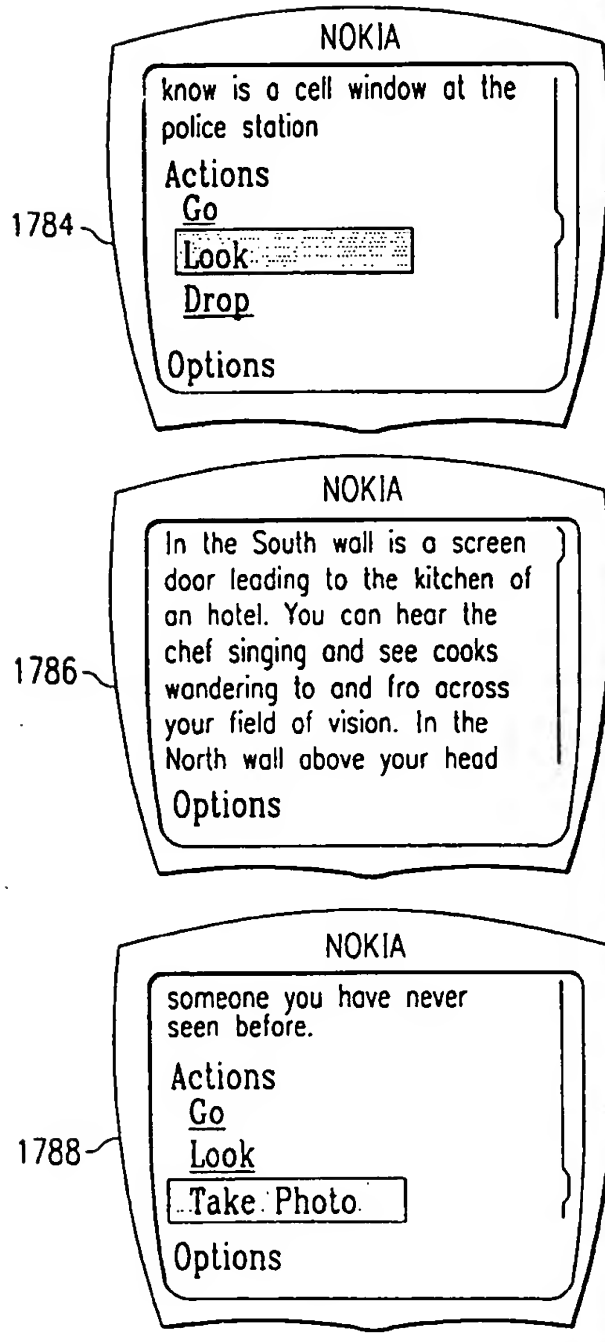 NOKIA
know is a cell window at the
police station
Actions
Go
1784
Look
Drop
Options
NOKIA
In the South wall is a screen
door leading to the kitchen of
an hotel. You can hear the
chef singing and see cooks
1786
wandering to and fro across
your field of vision. In the
North wall above your head
Options
NOKIA
someone you have never
seen before.
Actions
Go
1788
Look
Take Photo
Options